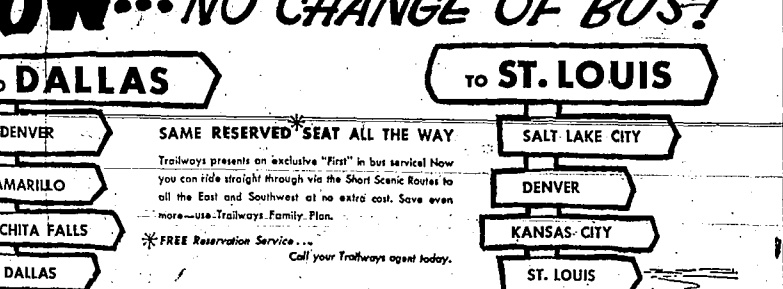 NO CHANGE OF BUS!
DALLAS
DENVER
AMARILLO
CHITA FALLS
DALLAS
SAME RESERVED* SEAT ALL THE WAY
Trailways presents an exclusive "First" in bus service! Now
you can ride straight through via the Short Scenic Routes to
all the East and Southwest at no extra cost. Save even
more—use Trailways Family Plan.
*FREE Reservation Service...
Call your Trailways agent today.
TO ST. LOUIS
SALT LAKE CITY
DENVER
KANSAS CITY
ST. LOUIS